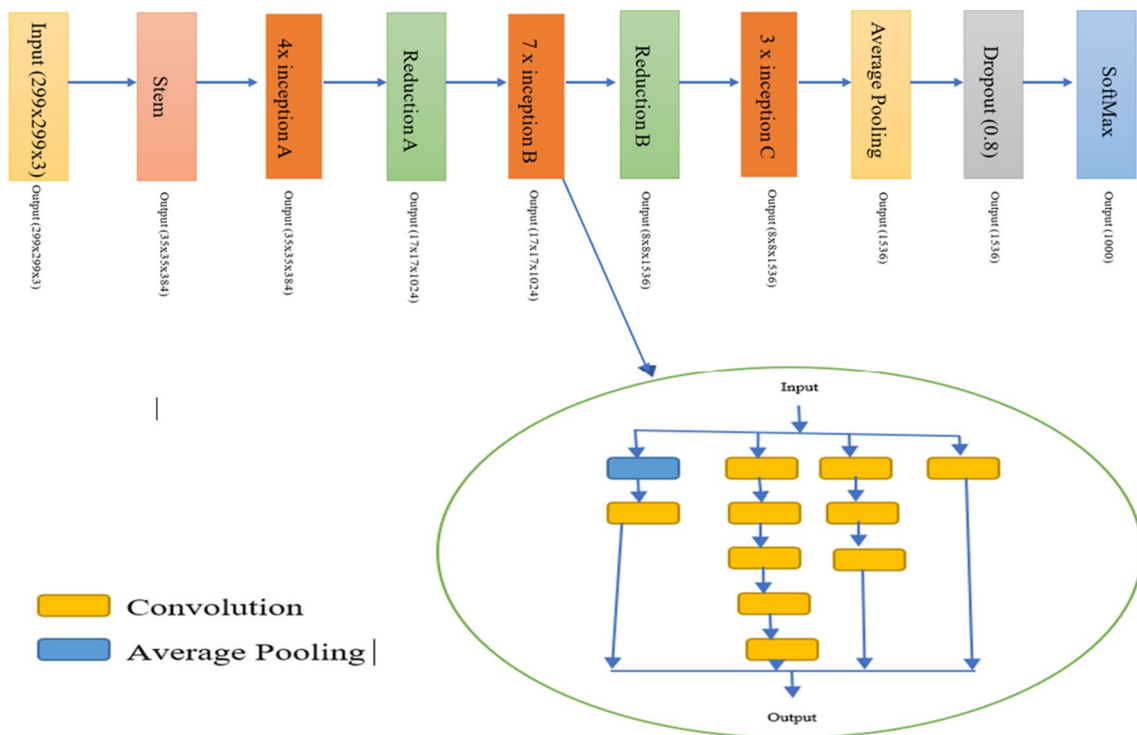 Input (299x299x3)
Stem
4x inception A
Reduction A
7 x inception B
Reduction B
3 x inception C
Average Pooling
Dropout (0.8)
SoftMax
Output (299x299x3)
Output (35x35x384)
Output (35x35x384)
Output (17x17x1024)
Output (17x17x1024)
Output (8x8x1536)
Output (8x8x1536)
Output (1536)
Output (1536)
Output (1000)
Input
Output
Convolution
Average Pooling